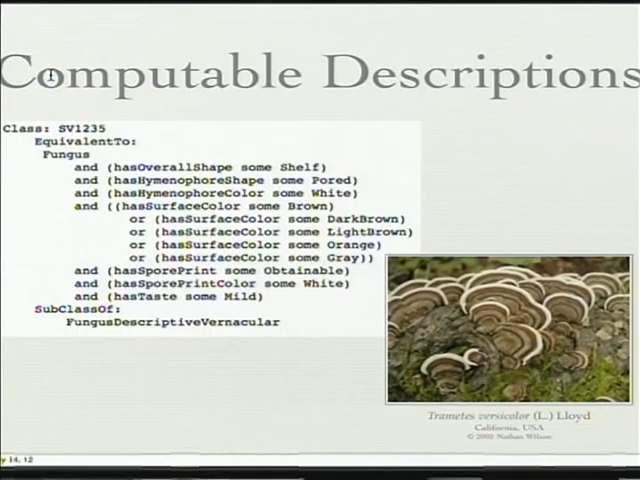 Computable Descriptions
Class: SV1235
EquivalentTo:
Fungus
and (hasOverallShape some Shelf)
and (hasHymenophoreShape some Pored)
and (hasHymenophoreColor some White)
and ((hasSurfaceColor some Brown)
or (hasSurfaceColor some DarkBrown)
or (hasSurfaceColor some LightBrown)
or (hasSurfaceColor some Orange)
or (hasSurfaceColor some Gray))
and (hasSporePrint some Obtainable)
and (hasSporePrintColor some White)
and (hasTaste some Mild)
SubClassOf:
FungusDescriptiveVernacular
Trametes versicolor (L.) Lloyd
California, USA
© 2002 Nathan Wilson
y 14, 12